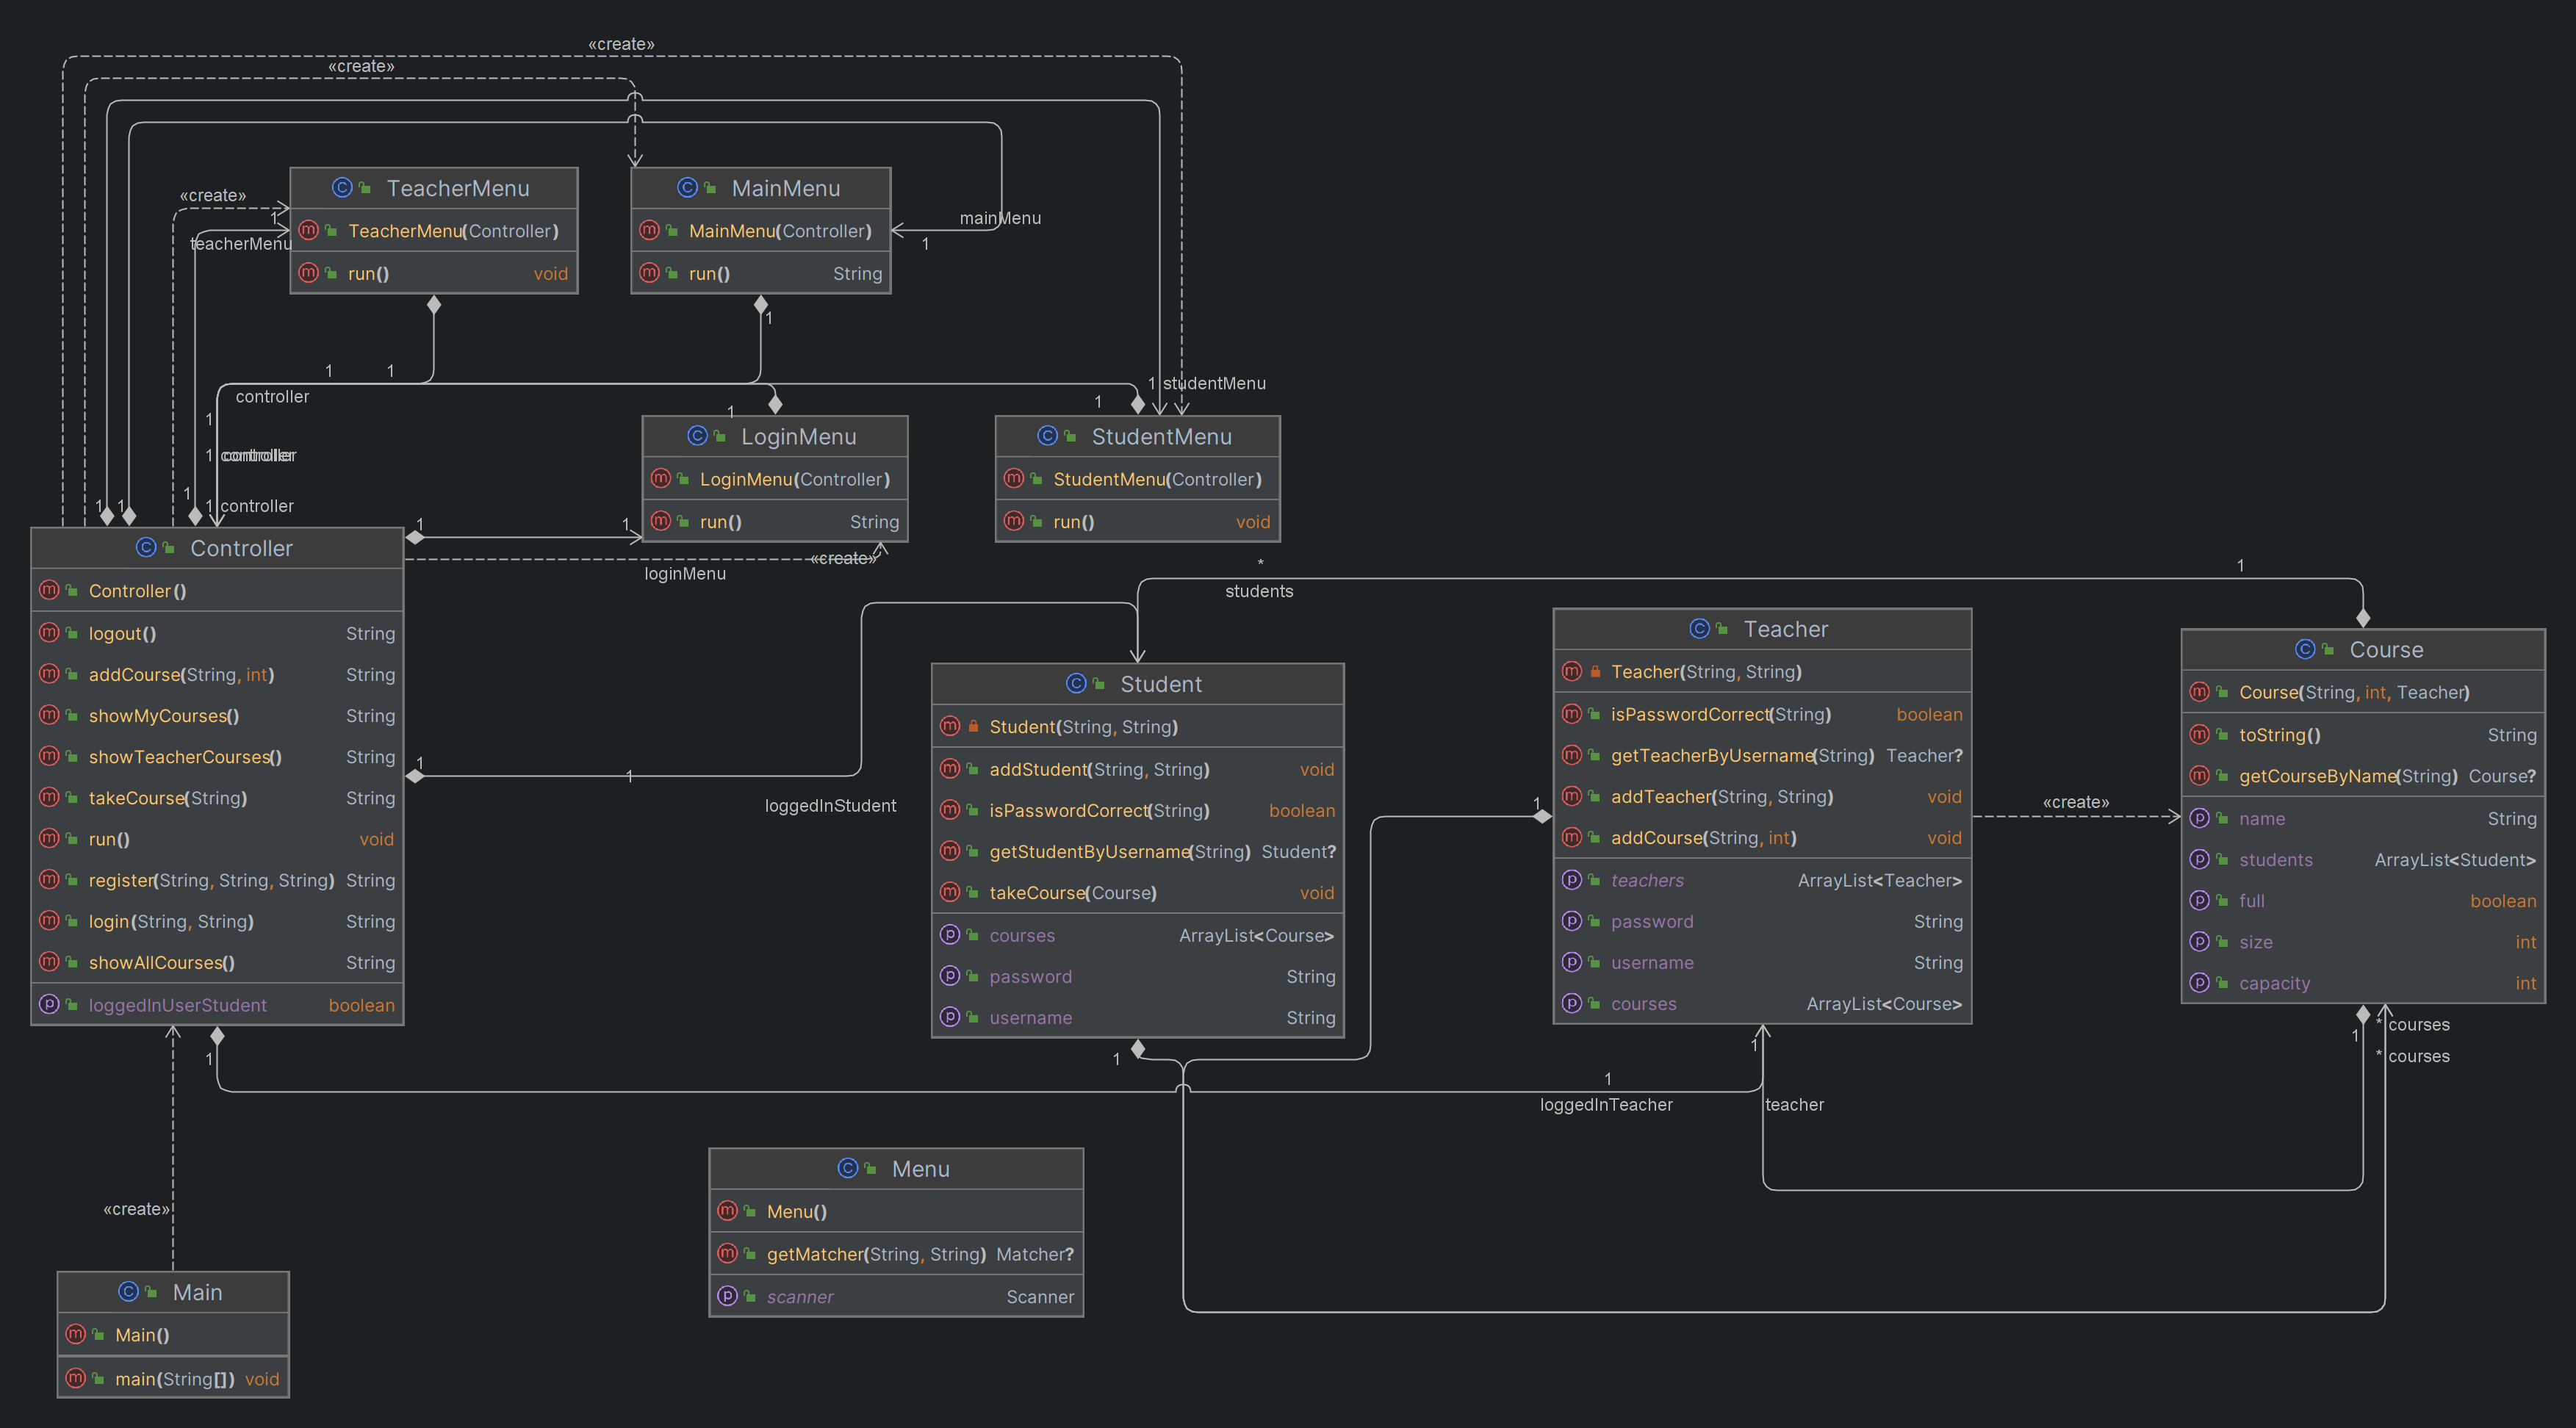 «create»
«create»
TeacherMenu
TeacherMenu(Controller)
run() void
MainMenu
MainMenu(Controller)
run() String
«create»
1
teacherMenu
mainMenu
1
1
1
1
controller
1
1 controller
1 controller
1
1
1
1
LoginMenu
LoginMenu(Controller)
run() String
1
1 studentMenu
StudentMenu
StudentMenu(Controller)
run() void
1
1
«create»
loginMenu
Controller
Controller()
logout() String
addCourse(String, int) String
showMyCourses() String
showTeacherCourses() String
takeCourse(String) String
run() void
register(String, String, String) String
login(String, String) String
showAllCourses() String
loggedInUserStudent boolean
1
1
loggedInStudent
*
students
1
Student
Student(String, String)
addStudent(String, String) void
isPasswordCorrect(String) boolean
getStudentByUsername(String) Student?
takeCourse(Course) void
courses ArrayList<Course>
password String
username String
Teacher
Teacher(String, String)
isPasswordCorrect(String) boolean
getTeacherByUsername(String) Teacher?
addTeacher(String, String) void
addCourse(String, int) void
teachers ArrayList<Teacher>
password String
username String
courses ArrayList<Course>
1
«create»
Course
Course(String, int, Teacher)
toString() String
getCourseByName(String) Course?
name String
students ArrayList<Student>
full boolean
size int
capacity int
1
1
1
1
* courses
* courses
1
loggedInTeacher
teacher
«create»
Menu
Menu()
getMatcher(String, String) Matcher?
scanner Scanner
Main
Main()
main(String[]) void